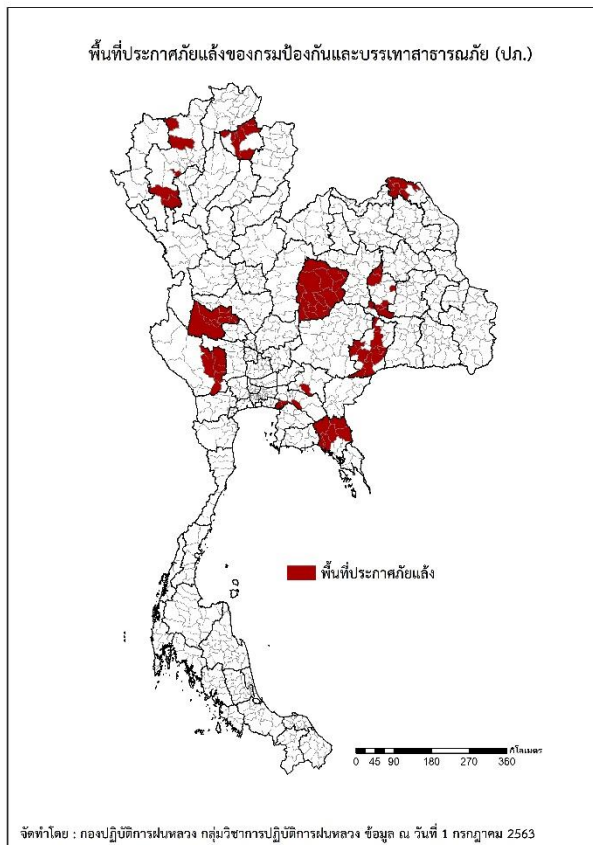 พื้นที่ประกาศภัยแล้งของกรมป้องกันและบรรเทาสาธารณภัย (ปภ.)
พื้นที่ประกาศภัยแล้ง
กิโลเมตร
0 45 90 180 270 360
จัดทำโดย : กองปฏิบัติการฝนหลวง กลุ่มวิชาการปฏิบัติการฝนหลวง ข้อมูล ณ วันที่ 1 กรกฎาคม 2563